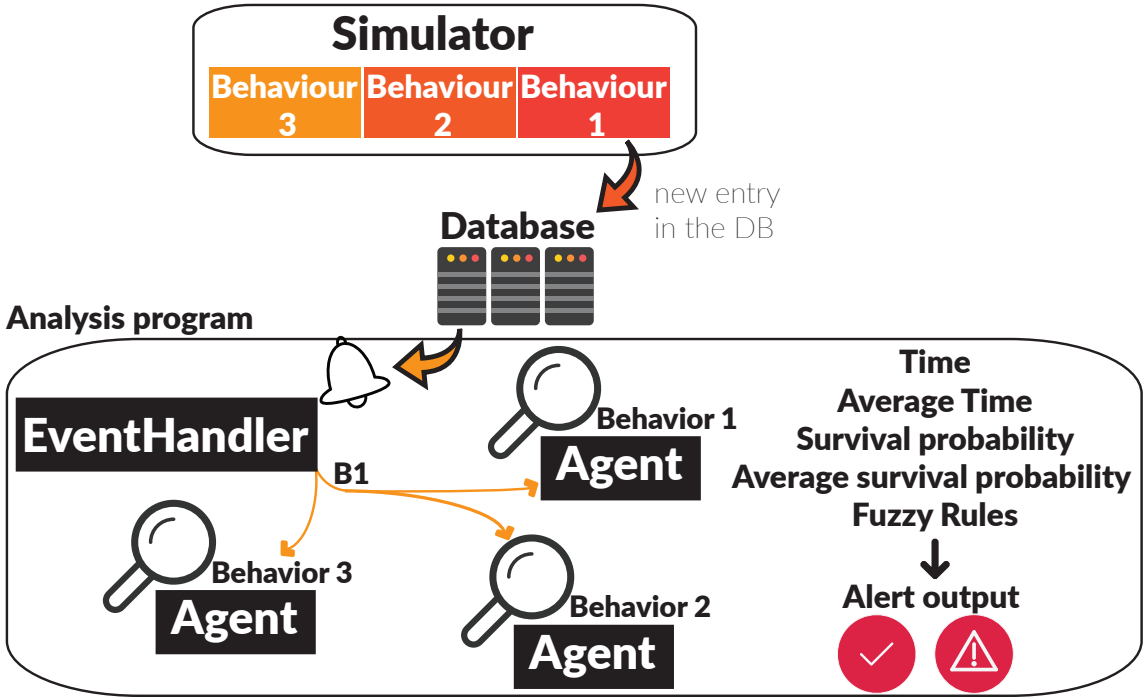 Simulator
Behaviour
3
Behaviour
2
Behaviour
1
new entry
in the DB
Database
Analysis program
EventHandler
B1
Behavior 1
Agent
Behavior 3
Agent
Behavior 2
Agent
Time
Average Time
Survival probability
Average survival probability
Fuzzy Rules
Alert output